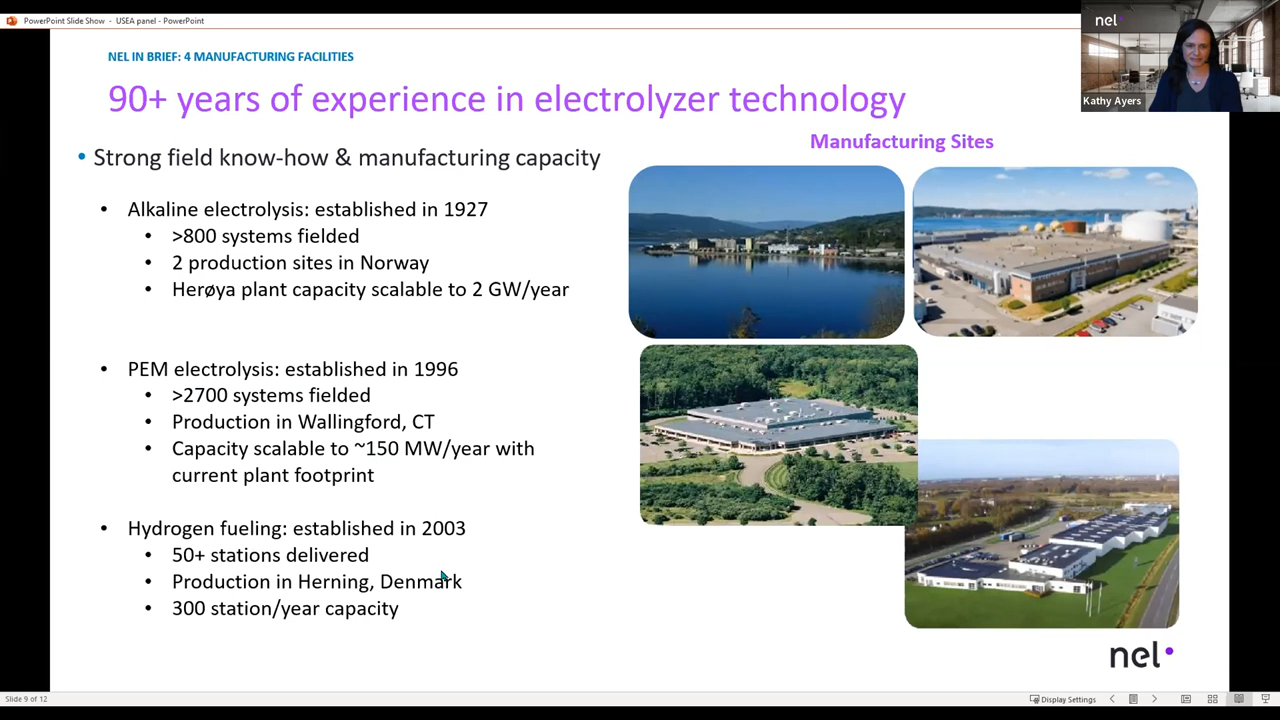 PowerPoint Slide Show - USEA panel - PowerPoint
nel
Kathy Ayers
NEL IN BRIEF: 4 MANUFACTURING FACILITIES
90+ years of experience in electrolyzer technology
Manufacturing Sites
• Strong field know-how & manufacturing capacity
• Alkaline electrolysis: established in 1927
• >800 systems fielded
• 2 production sites in Norway
• Herøya plant capacity scalable to 2 GW/year
• PEM electrolysis: established in 1996
• >2700 systems fielded
• Production in Wallingford, CT
• Capacity scalable to ~150 MW/year with
current plant footprint
• Hydrogen fueling: established in 2003
• 50+ stations delivered
• Production in Herning, Denmark
• 300 station/year capacity
nel
Slide 9 of 12
Display Settings